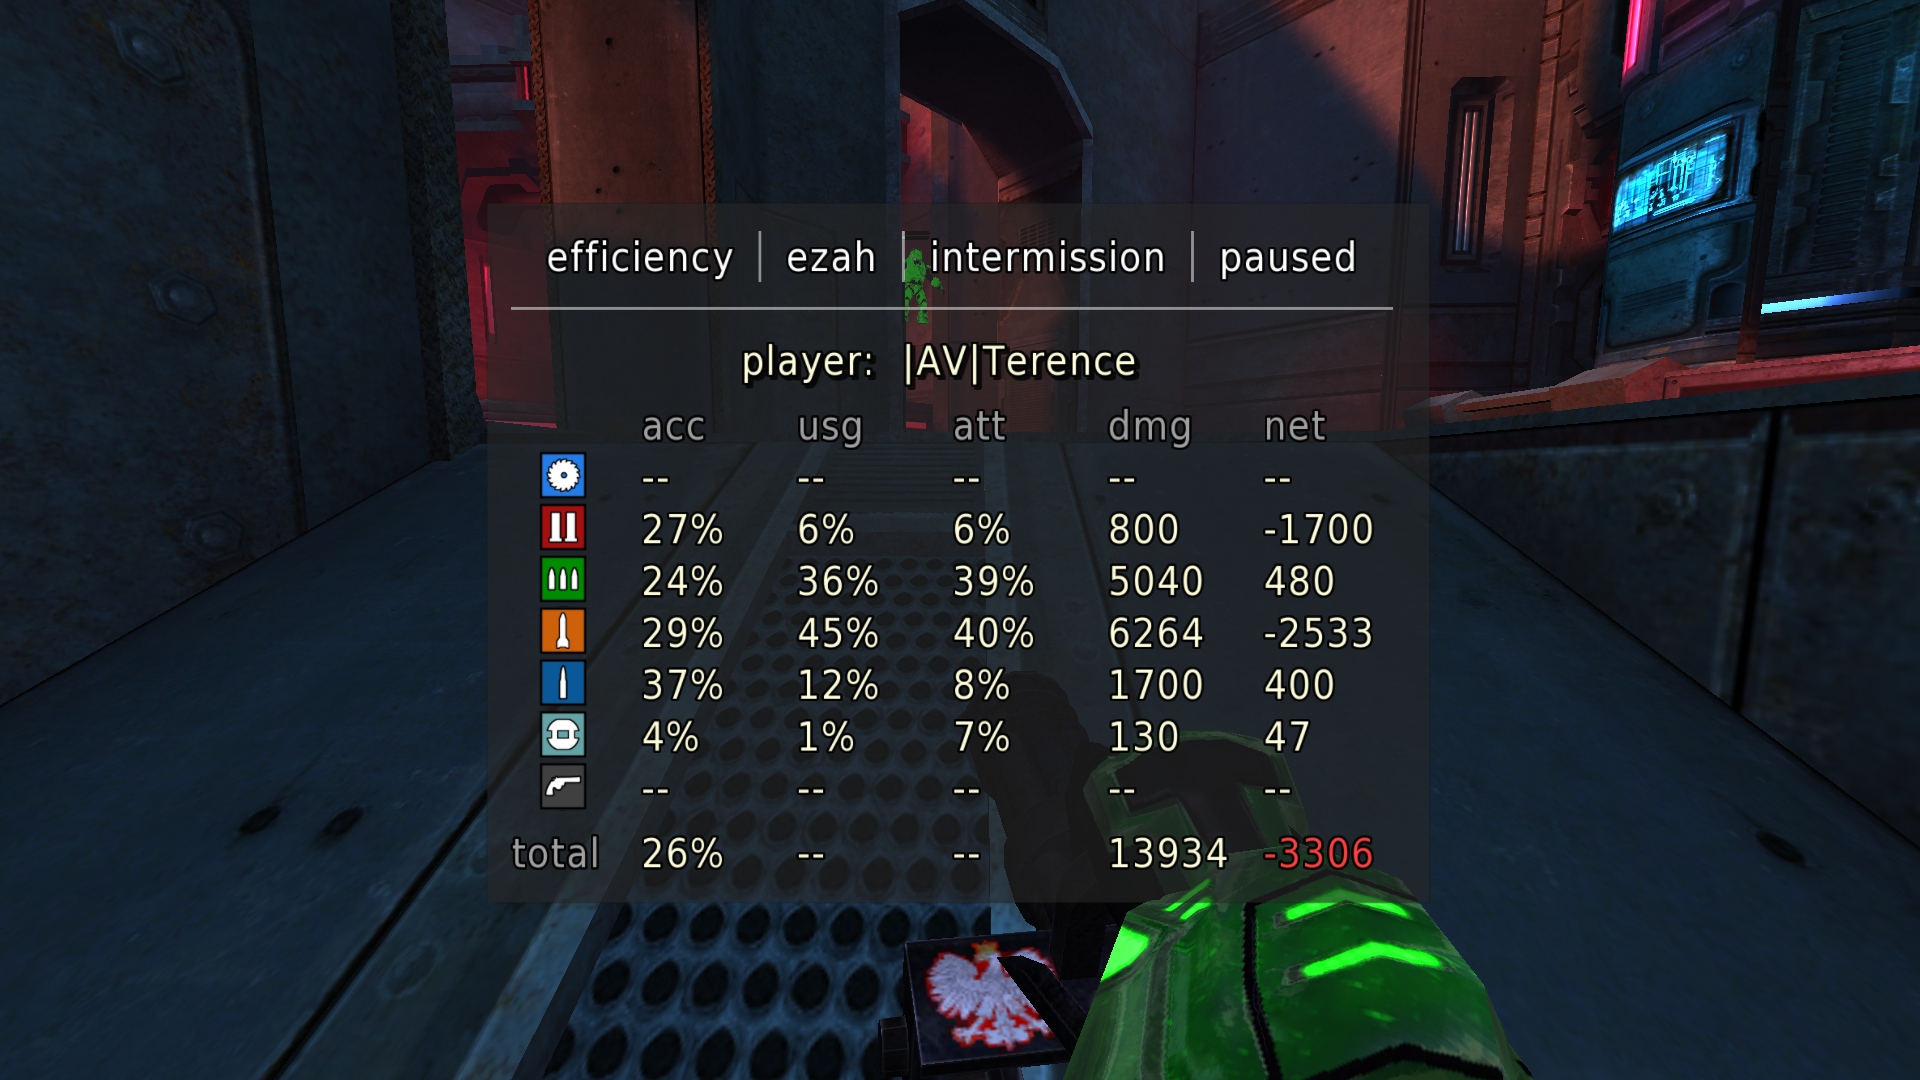 efficiency | ezah | intermission | paused
player: |AV|Terence
acc usg att dmg net
-- -- -- -- --
27% 6% 6% 800 -1700
24% 36% 39% 5040 480
29% 45% 40% 6264 -2533
37% 12% 8% 1700 400
4% 1% 7% 130 47
-- -- -- -- --
total 26% -- -- 13934 -3306